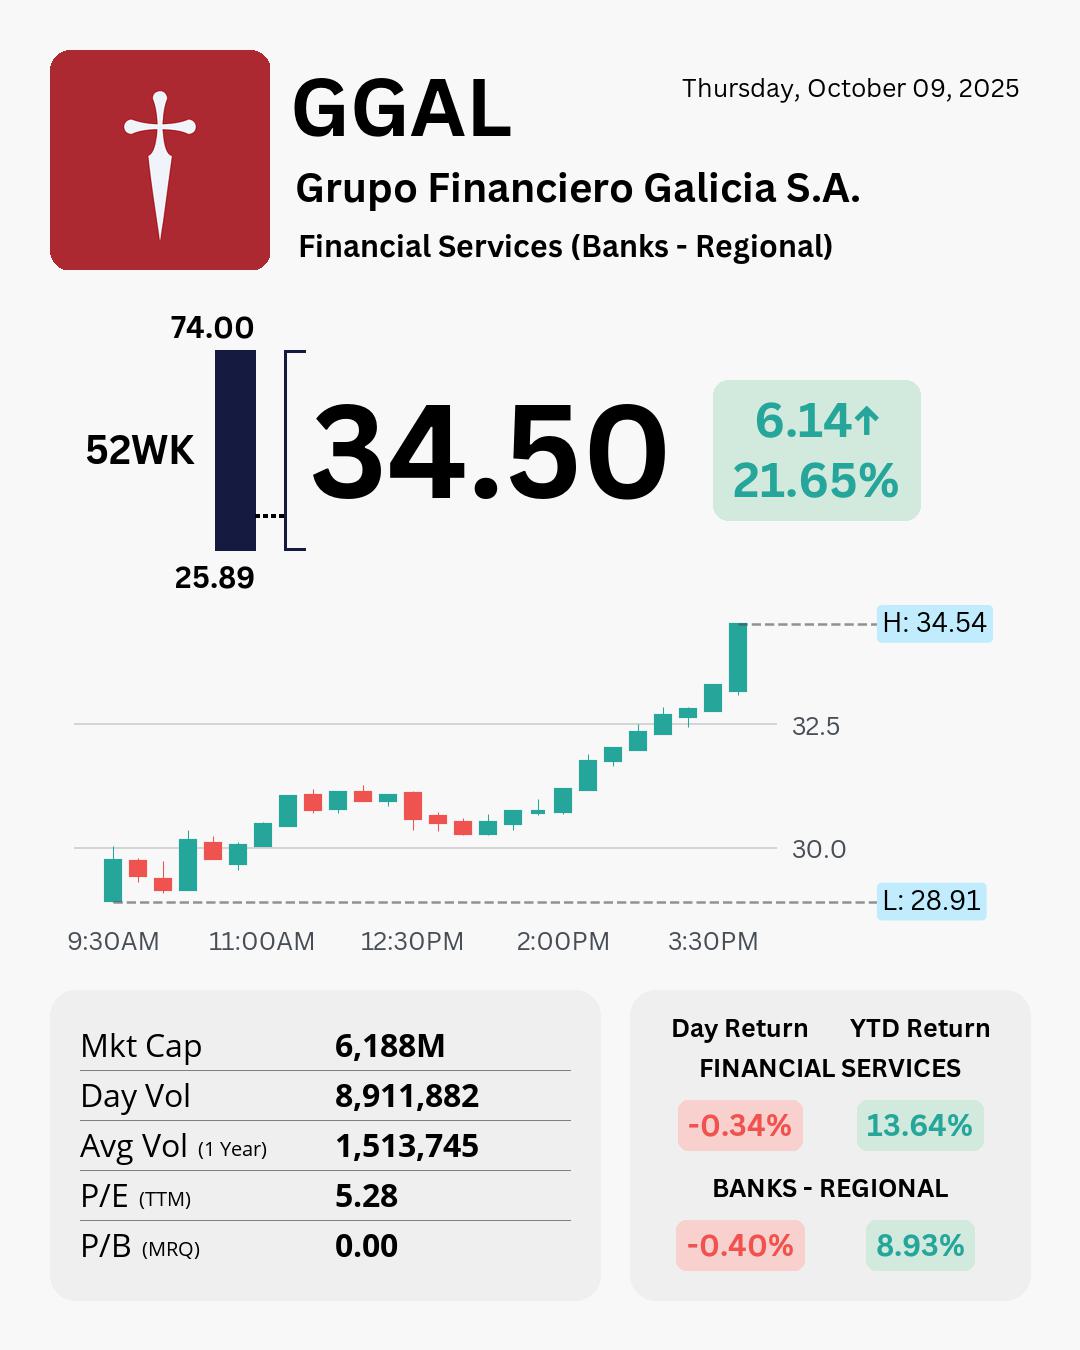 GGAL
Thursday, October 09, 2025
Grupo Financiero Galicia S.A.
Financial Services (Banks - Regional)
74.00
52WK
25.89
34.50
6.14↑
21.65%
H: 34.54
32.5
30.0
L: 28.91
9:30AM 11:00AM 12:30PM 2:00PM 3:30PM
Mkt Cap 6,188M
Day Vol 8,911,882
Avg Vol (1 Year) 1,513,745
P/E (TTM) 5.28
P/B (MRQ) 0.00
Day Return YTD Return
FINANCIAL SERVICES
-0.34% 13.64%
BANKS - REGIONAL
-0.40% 8.93%